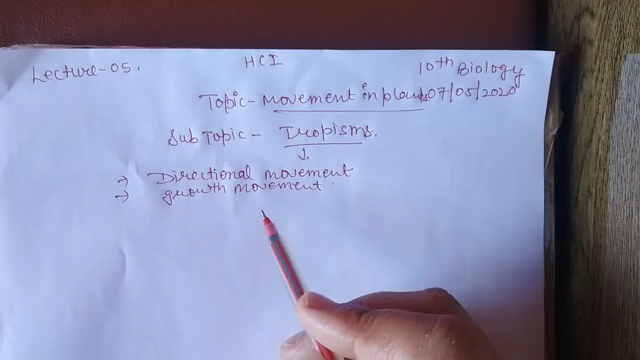 Lecture-05. HCI 10th Biology
Topic- Movement in plants 07/05/2020
Sub Topic - Tropisms.
→ Directional movement
→ growth movement.